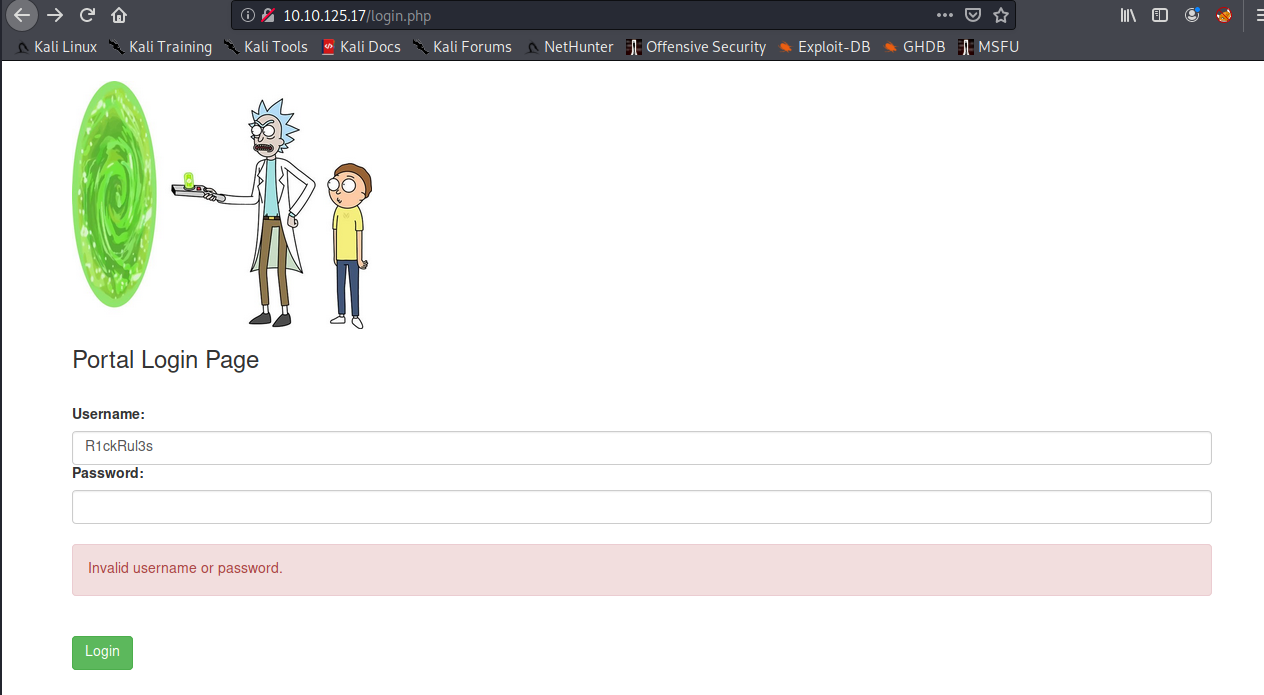 10.10.125.17/login.php
Kali Linux Kali Training Kali Tools Kali Docs Kali Forums NetHunter Offensive Security Exploit-DB GHDB MSFU
Portal Login Page
Username:
R1ckRul3s
Password:
Invalid username or password.
Login